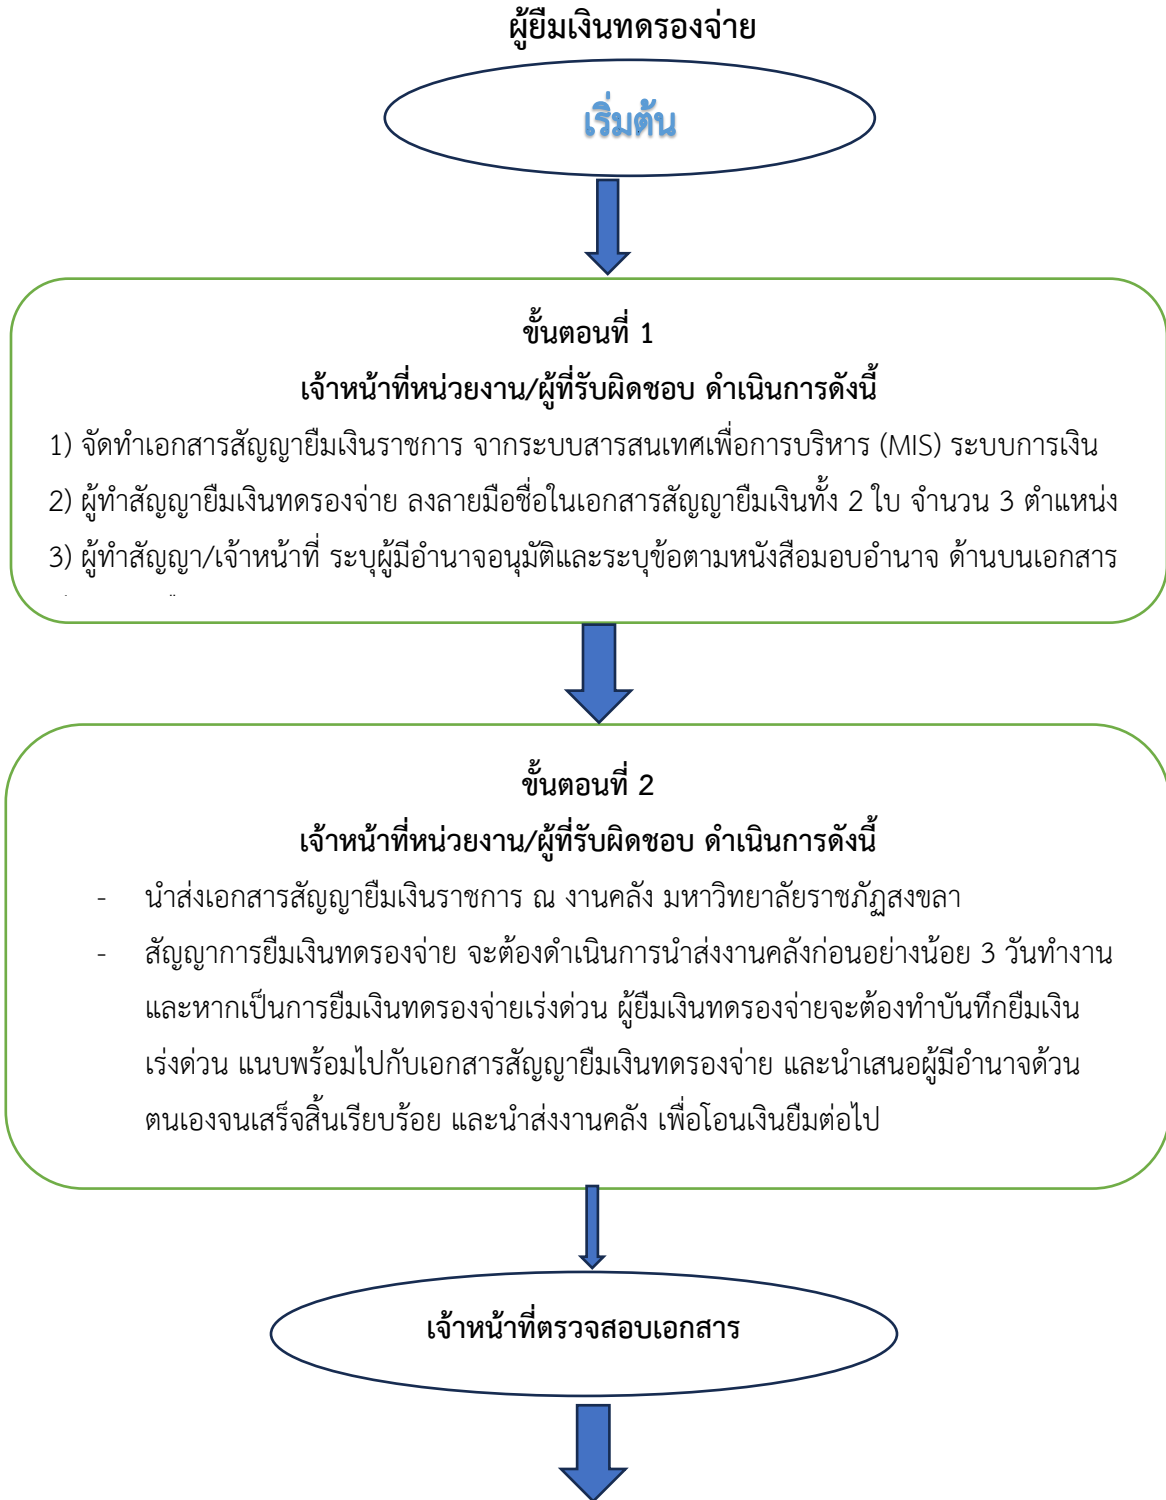 ผู้ยืมเงินทดรองจ่าย
เริ่มต้น
ขั้นตอนที่ 1
เจ้าหน้าที่หน่วยงาน/ผู้ที่รับผิดชอบ ดำเนินการดังนี้
1) จัดทำเอกสารสัญญายืมเงินราชการ จากระบบสารสนเทศเพื่อการบริหาร (MIS) ระบบการเงิน
2) ผู้ทำสัญญายืมเงินทดรองจ่าย ลงลายมือชื่อในเอกสารสัญญายืมเงินทั้ง 2 ใบ จำนวน 3 ตำแหน่ง
3) ผู้ทำสัญญา/เจ้าหน้าที่ ระบุผู้มีอำนาจอนุมัติและระบุข้อตามหนังสือมอบอำนาจ ด้านบนเอกสาร
ขั้นตอนที่ 2
เจ้าหน้าที่หน่วยงาน/ผู้ที่รับผิดชอบ ดำเนินการดังนี้
- นำส่งเอกสารสัญญายืมเงินราชการ ณ งานคลัง มหาวิทยาลัยราชภัฏสงขลา
- สัญญาการยืมเงินทดรองจ่าย จะต้องดำเนินการนำส่งงานคลังก่อนอย่างน้อย 3 วันทำงาน
และหากเป็นการยืมเงินทดรองจ่ายเร่งด่วน ผู้ยืมเงินทดรองจ่ายจะต้องทำบันทึกยืมเงิน
เร่งด่วน แนบพร้อมไปกับเอกสารสัญญายืมเงินทดรองจ่าย และนำเสนอผู้มีอำนาจด้วน
ตนเองจนเสร็จสิ้นเรียบร้อย และนำส่งงานคลัง เพื่อโอนเงินยืมต่อไป
เจ้าหน้าที่ตรวจสอบเอกสาร